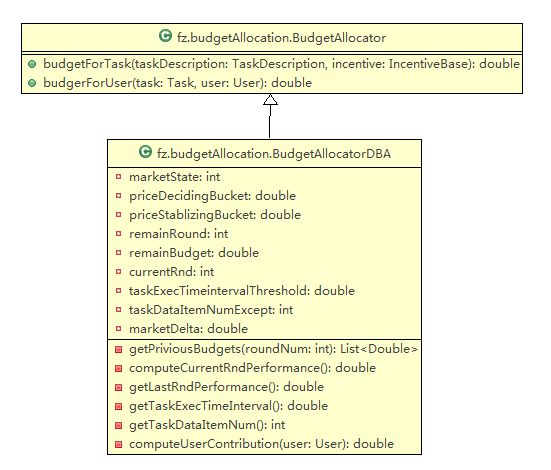 fz.budgetAllocation.BudgetAllocator
budgetForTask(taskDescription: TaskDescription, incentive: IncentiveBase): double
budgerForUser(task: Task, user: User): double
fz.budgetAllocation.BudgetAllocatorDBA
marketState: int
priceDecidingBucket: double
priceStablizingBucket: double
remainRound: int
remainBudget: double
currentRnd: int
taskExecTimeintervalThreshold: double
taskDataItemNumExcept: int
marketDelta: double
getPriviousBudgets(roundNum: int): List<Double>
computeCurrentRndPerformance(): double
getLastRndPerformance(): double
getTaskExecTimeInterval(): double
getTaskDataItemNum(): int
computeUserContribution(user: User): double